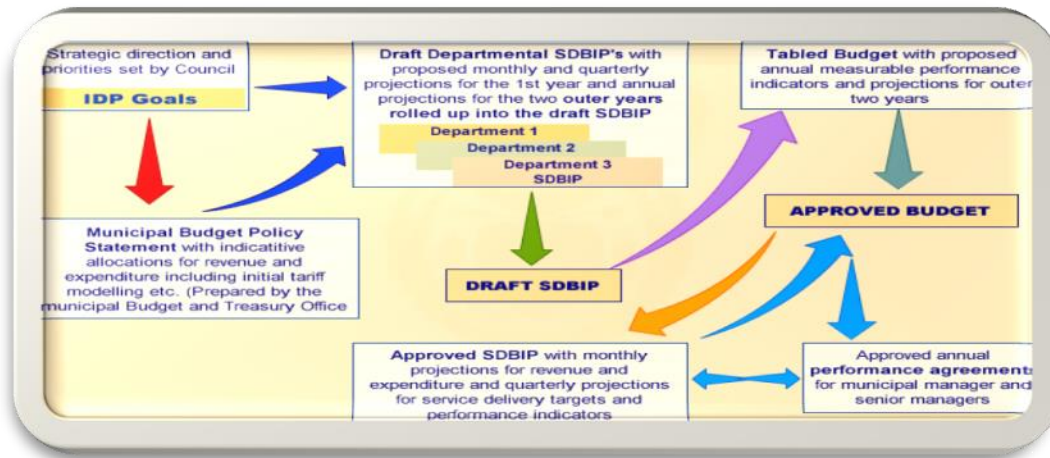 Strategic direction and
priorities set by Council
IDP Goals
Draft Departmental SDBIP's with
proposed monthly and quarterly
projections for the 1st year and annual
projections for the two outer years
rolled up into the draft SDBIP
Department 1
Department 2
Department 3
SDBIP
Tabled Budget with proposed
annual measurable performance
indicators and projections for outer
two years
Municipal Budget Policy
Statement with indicatitive
allocations for revenue and
expenditure including initial tariff
modelling etc. (Prepared by the
municipal Budget and Treasury Office
DRAFT SDBIP
APPROVED BUDGET
Approved SDBIP with monthly
projections for revenue and
expenditure and quarterly projections
for service delivery targets and
performance indicators
Approved annual
performance agreements
for municipal manager and
senior managers